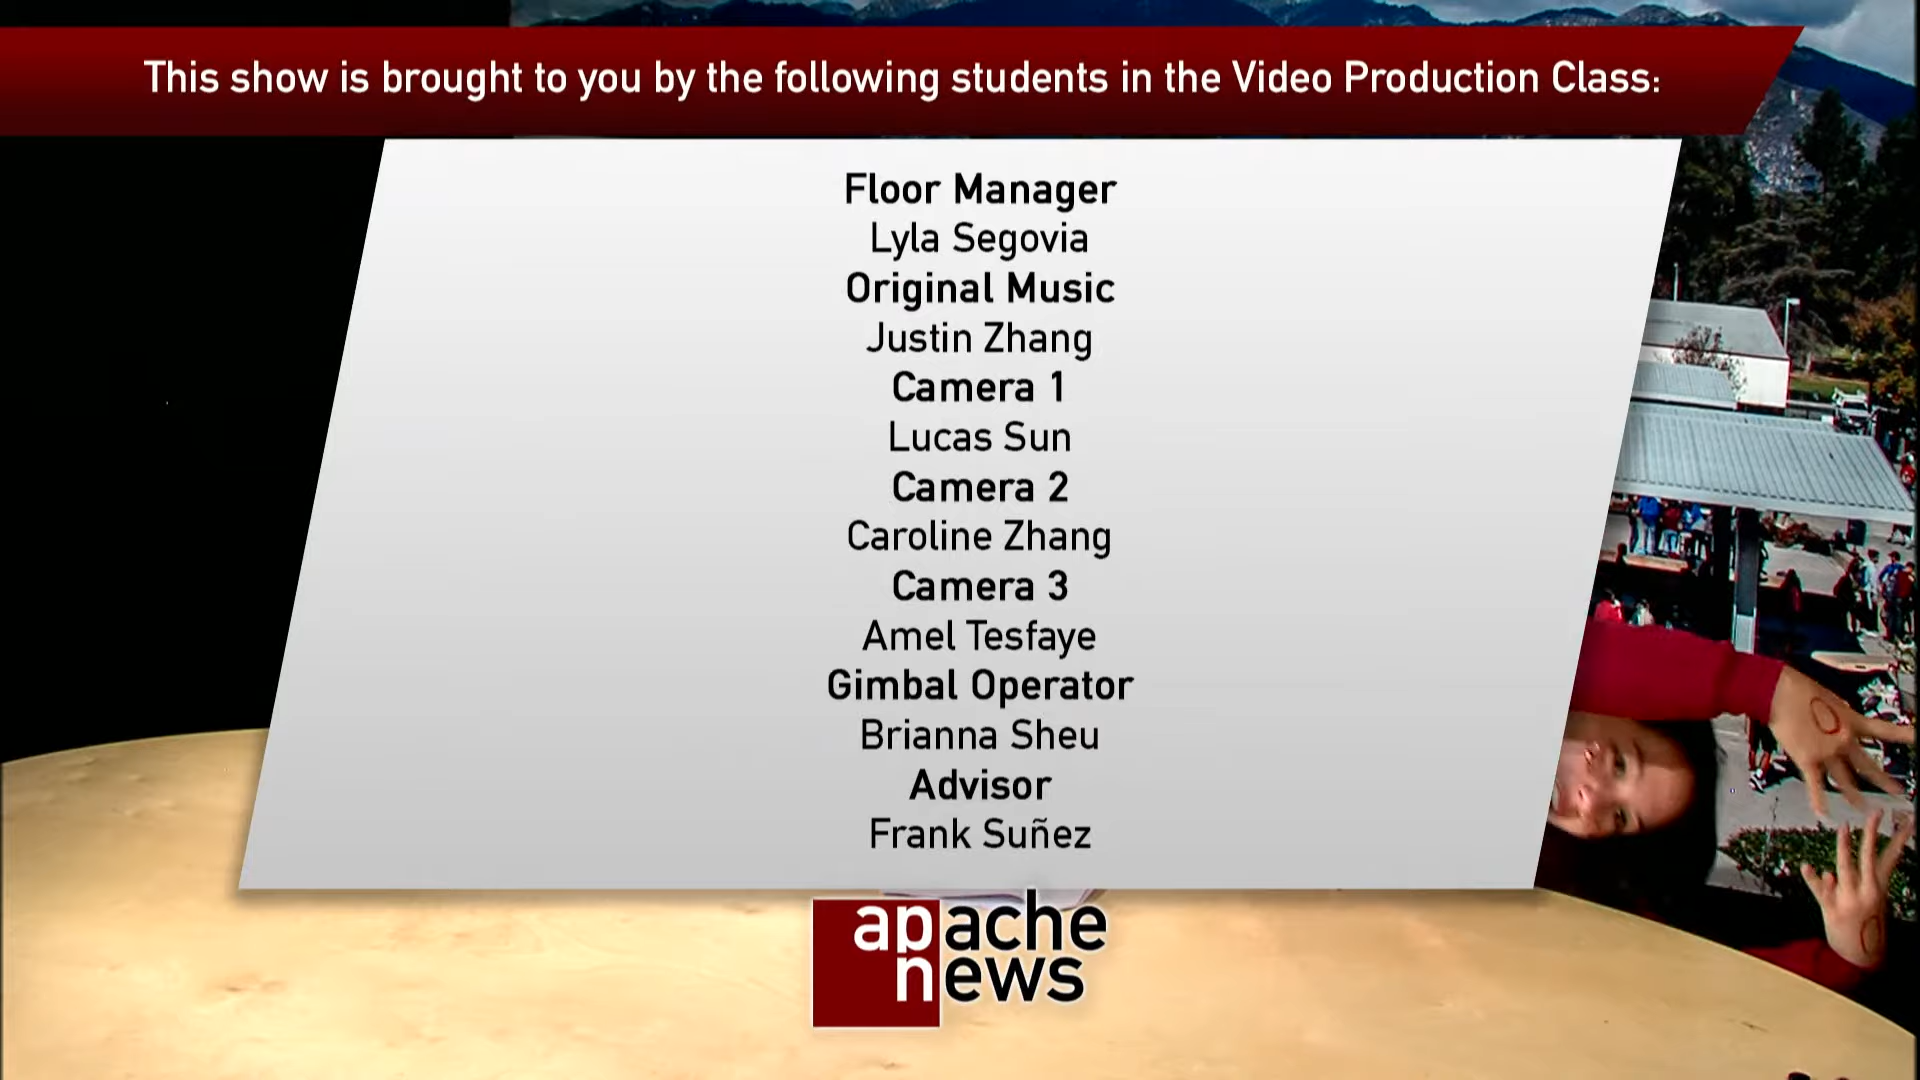 This show is brought to you by the following students in the Video Production Class:
Floor Manager
Lyla Segovia
Original Music
Justin Zhang
Camera 1
Lucas Sun
Camera 2
Caroline Zhang
Camera 3
Amel Tesfaye
Gimbal Operator
Brianna Sheu
Advisor
Frank Suñez
apache
news